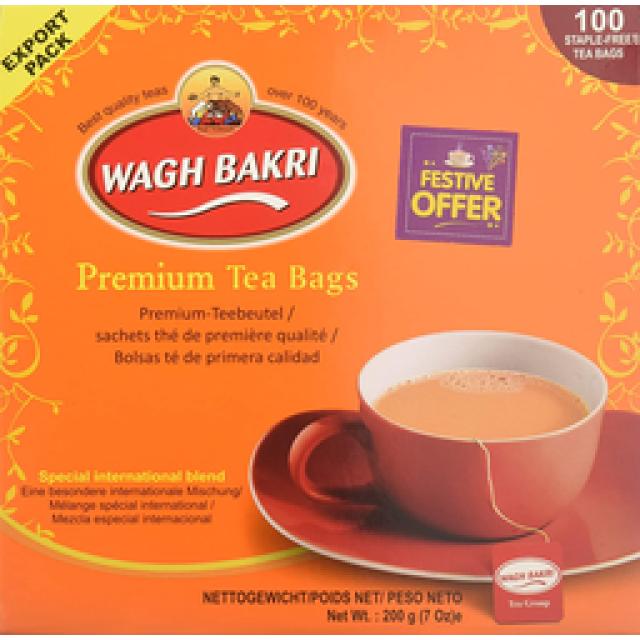 EXPORT
PACK
100
STAPLE-FREE
TEA BAGS
Best quality teas
over 100 years
WAGH BAKRI
FESTIVE
OFFER
Premium Tea Bags
Premium-Teebeutel /
sachets thé de première qualité /
Bolsas té de primera calidad
Special international blend
Eine besondere internationale Mischung/
Mélange spécial international /
Mezcla especial internacional
WAGH BAKRI
Tea Group
NETTOGEWICHT/POIDS NET/ PESO NETO
Net Wt. : 200 g (7 Oz)e